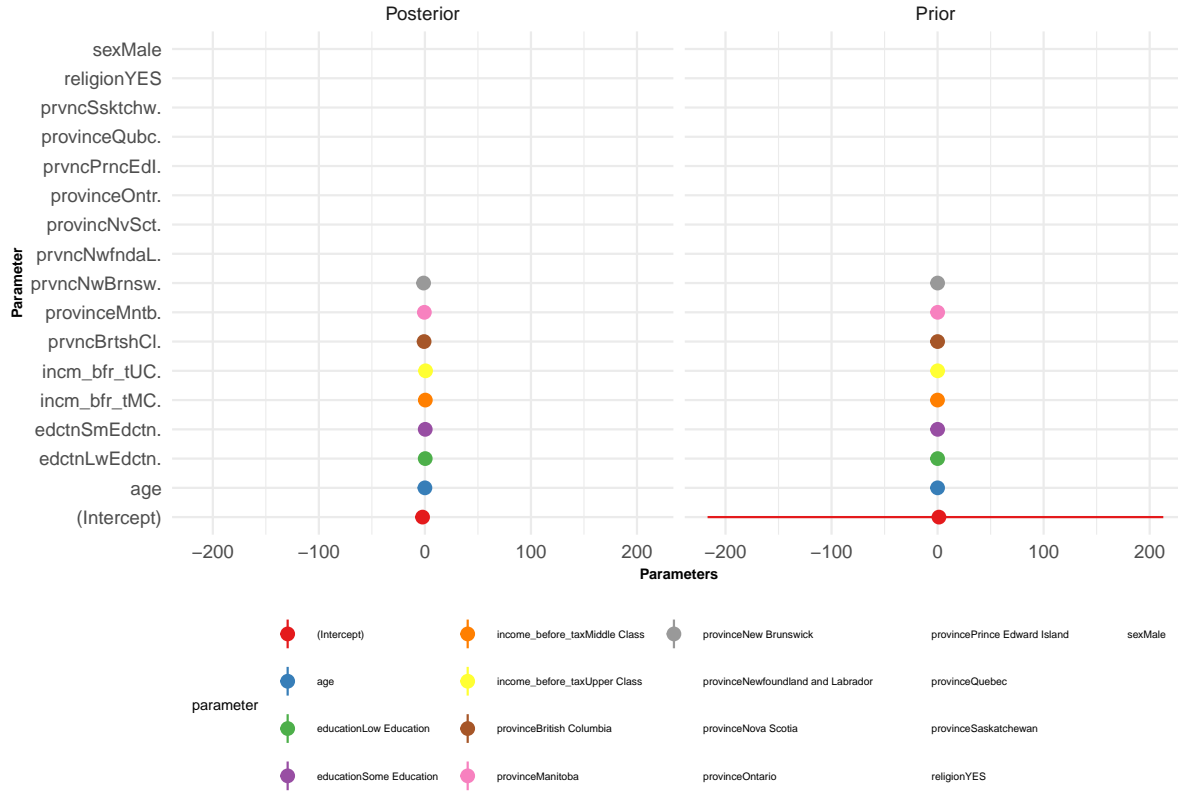 Posterior
Prior
Parameter
sexMale
religionYES
prvncSsktchw.
provinceQubc.
prvncPrncEdI.
provinceOntr.
provincNvSct.
prvncNwfndaL.
prvncNwBrnsw.
provinceMntb.
prvncBrtshCl.
incm_bfr_tUC.
incm_bfr_tMC.
edctnSmEdctn.
edctnLwEdctn.
age
(Intercept)
−200 −100 0 100 200
−200 −100 0 100 200
Parameters
parameter
(Intercept)
age
educationLow Education
educationSome Education
income_before_taxMiddle Class
income_before_taxUpper Class
provinceBritish Columbia
provinceManitoba
provinceNew Brunswick
provinceNewfoundland and Labrador
provinceNova Scotia
provinceOntario
provincePrince Edward Island
provinceQuebec
provinceSaskatchewan
religionYES
sexMale